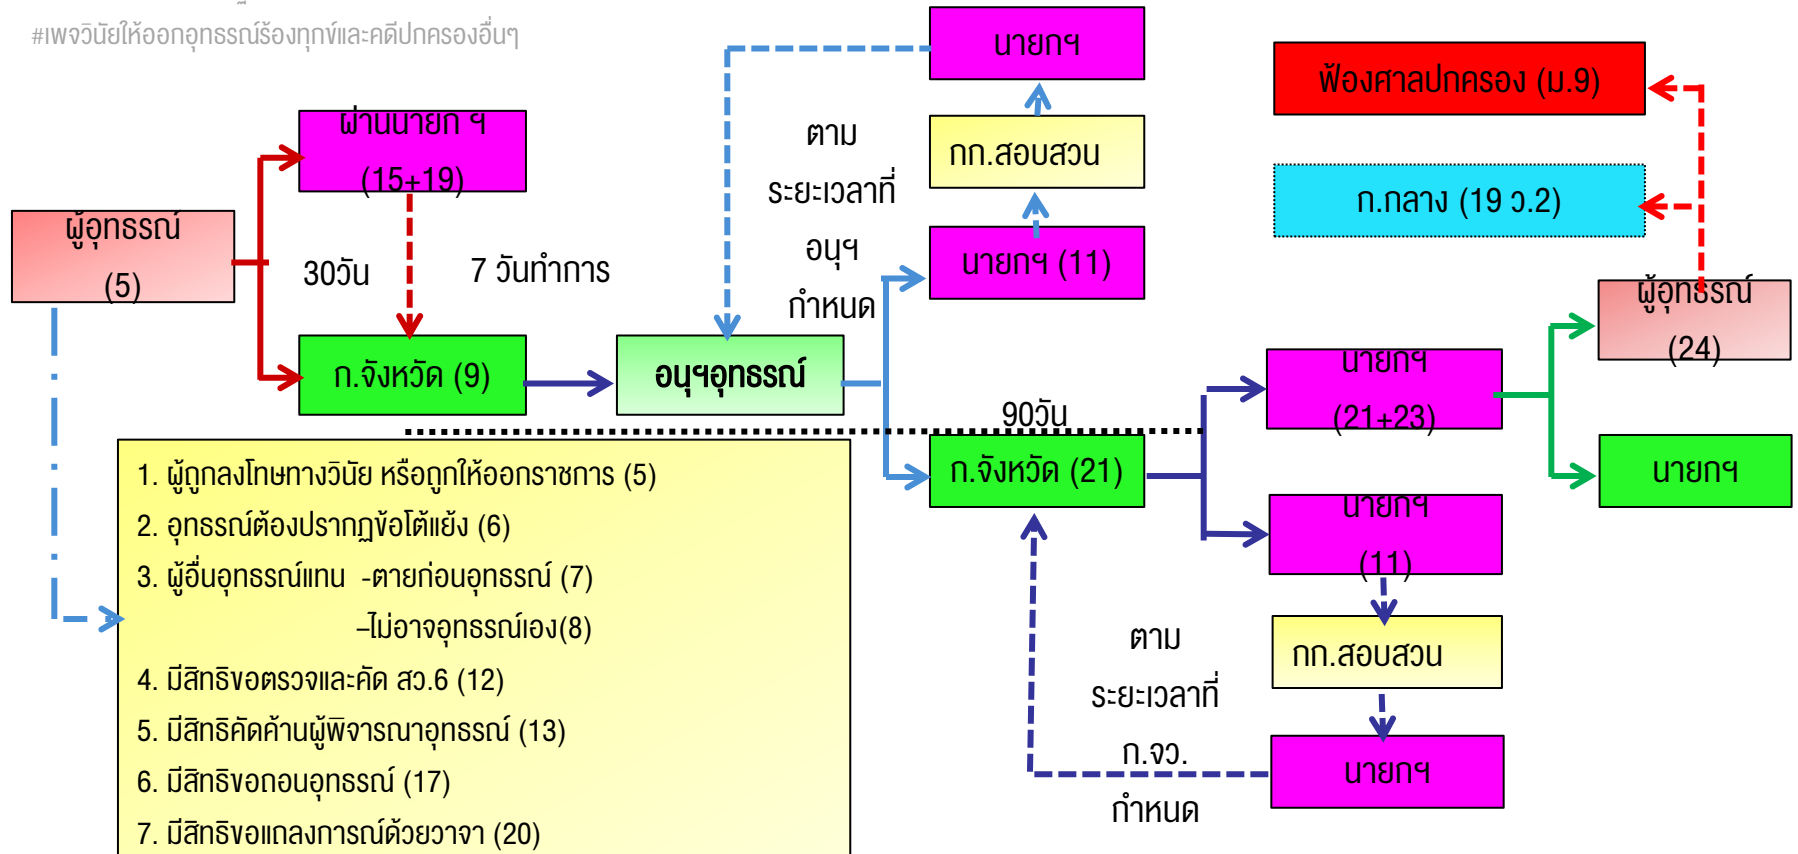 #เพจวินัยให้ออกอุทธรณ์ร้องทุกข์และคดีปกครองอื่นๆ
ผู้อุทธรณ์
(5)
ผ่านนายก ฯ
(15+19)
30วัน
7 วันทำการ
ก.จังหวัด (9)
อนุฯอุทธรณ์
ตาม
ระยะเวลาที่
อนุฯ
กำหนด
นายกฯ
กก.สอบสวน
นายกฯ (11)
90วัน
ก.จังหวัด (21)
นายกฯ
(21+23)
นายกฯ
(11)
กก.สอบสวน
นายกฯ
ตาม
ระยะเวลาที่
ก.จว.
กำหนด
ฟ้องศาลปกครอง (ม.9)
ก.กลาง (19 ว.2)
ผู้อุทธรณ์
(24)
นายกฯ
1. ผู้ถูกลงโทษทางวินัย หรือถูกให้ออกราชการ (5)
2. อุทธรณ์ต้องปรากฏข้อโต้แย้ง (6)
3. ผู้อื่นอุทธรณ์แทน -ตายก่อนอุทธรณ์ (7)
–ไม่อาจอุทธรณ์เอง(8)
4. มีสิทธิขอตรวจและคัด สว.6 (12)
5. มีสิทธิคัดค้านผู้พิจารณาอุทธรณ์ (13)
6. มีสิทธิขอถอนอุทธรณ์ (17)
7. มีสิทธิขอแถลงการณ์ด้วยวาจา (20)